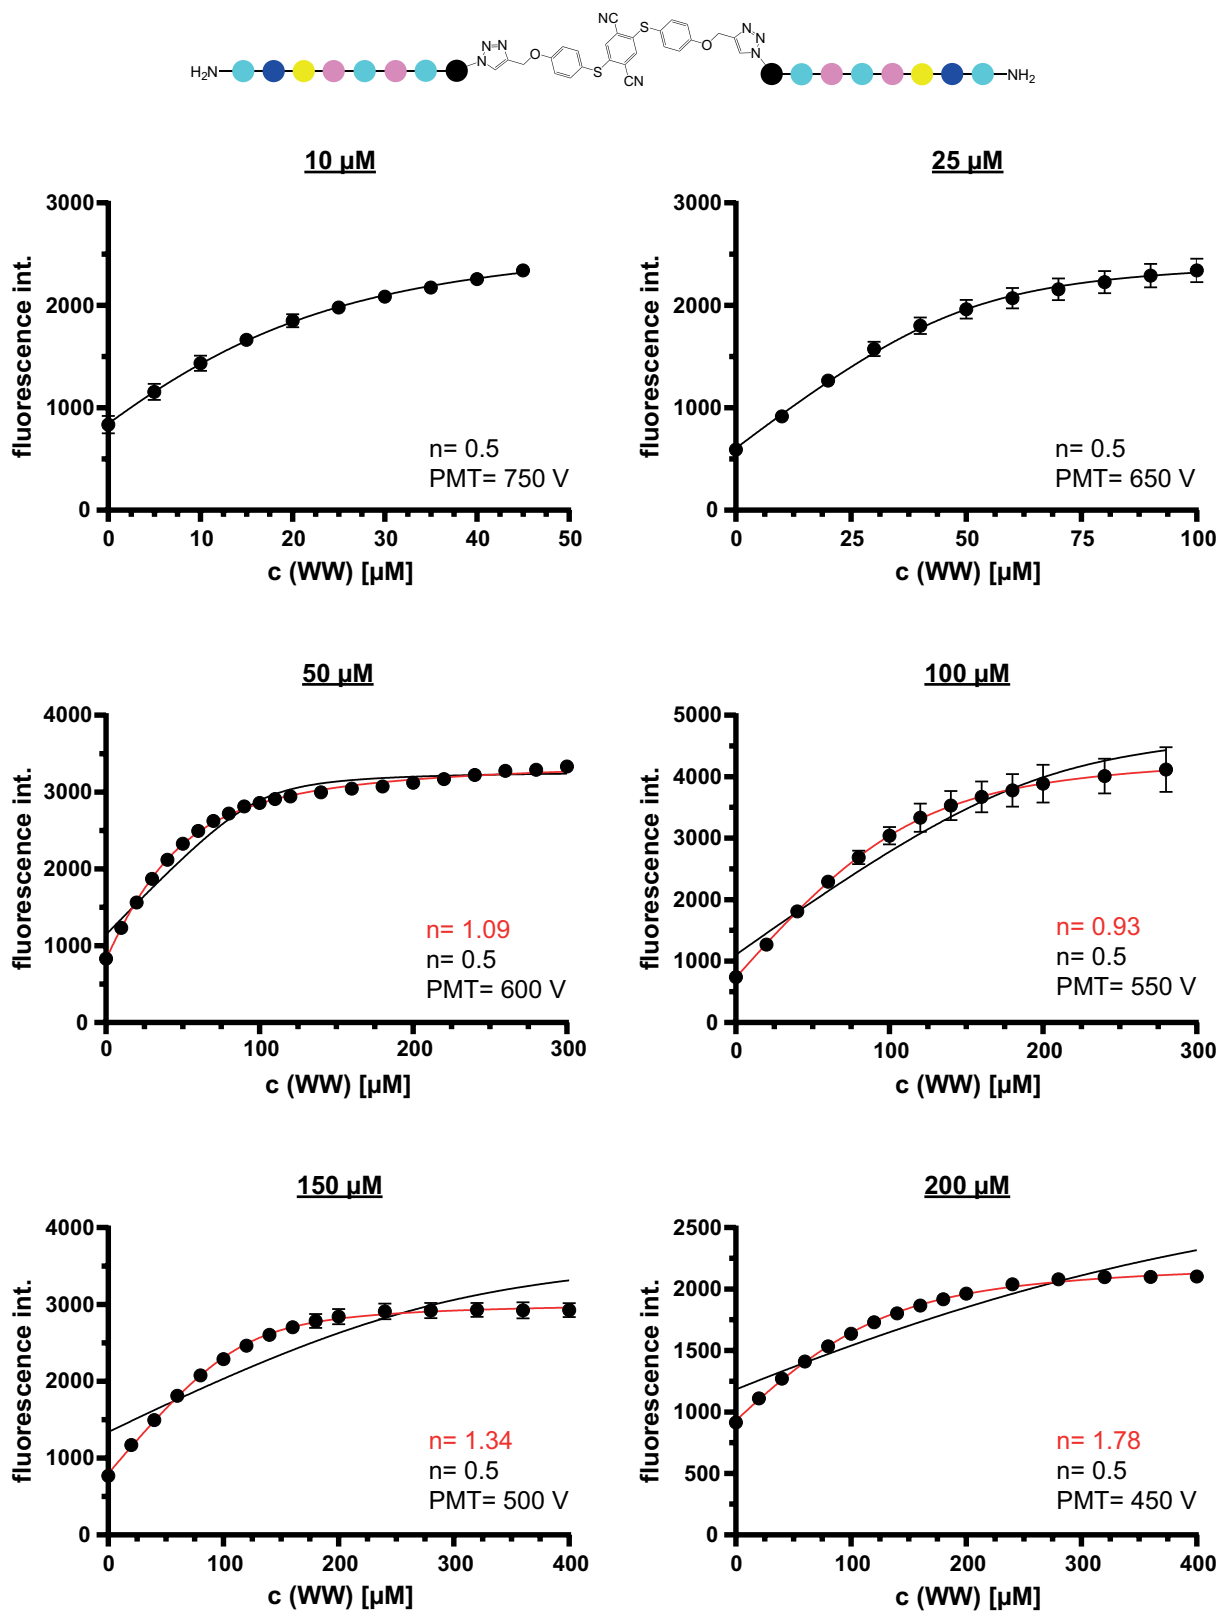 NC
S
N
N
N
O
H₂N
N
N
N
O
S
CN
N
N
N
NH₂
10 µM
25 µM
3000
2000
1000
0
fluorescence int.
0 10 20 30 40 50
c (WW) [µM]
n= 0.5
PMT= 750 V
3000
2000
1000
0
fluorescence int.
0 25 50 75 100
c (WW) [µM]
n= 0.5
PMT= 650 V
50 µM
100 µM
4000
3000
2000
1000
0
fluorescence int.
0 100 200 300
c (WW) [µM]
n= 1.09
n= 0.5
PMT= 600 V
5000
4000
3000
2000
1000
0
fluorescence int.
0 100 200 300
c (WW) [µM]
n= 0.93
n= 0.5
PMT= 550 V
150 µM
200 µM
4000
3000
2000
1000
0
fluorescence int.
0 100 200 300 400
c (WW) [µM]
n= 1.34
n= 0.5
PMT= 500 V
2500
2000
1500
1000
500
0
fluorescence int.
0 100 200 300 400
c (WW) [µM]
n= 1.78
n= 0.5
PMT= 450 V